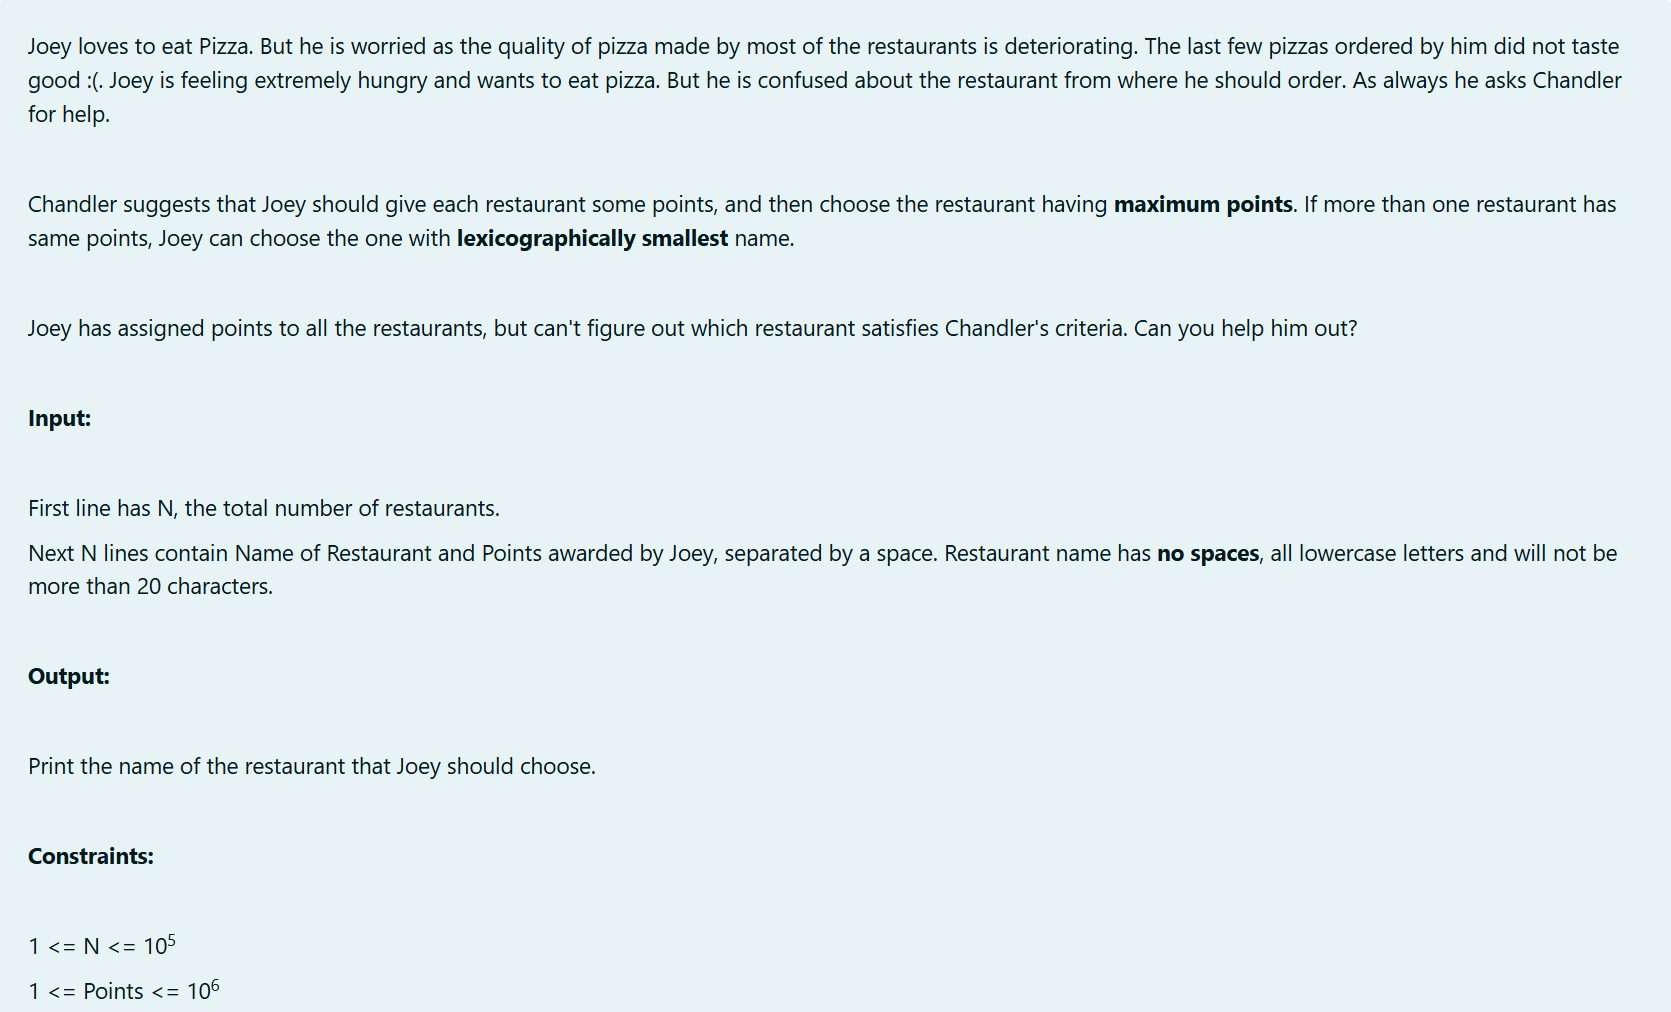 Joey loves to eat Pizza. But he is worried as the quality of pizza made by most of the restaurants is deteriorating. The last few pizzas ordered by him did not taste
good :(. Joey is feeling extremely hungry and wants to eat pizza. But he is confused about the restaurant from where he should order. As always he asks Chandler
for help.
Chandler suggests that Joey should give each restaurant some points, and then choose the restaurant having maximum points. If more than one restaurant has
same points, Joey can choose the one with lexicographically smallest name.
Joey has assigned points to all the restaurants, but can't figure out which restaurant satisfies Chandler's criteria. Can you help him out?
Input:
First line has N, the total number of restaurants.
Next N lines contain Name of Restaurant and Points awarded by Joey, separated by a space. Restaurant name has no spaces, all lowercase letters and will not be
more than 20 characters.
Output:
Print the name of the restaurant that Joey should choose.
Constraints:
1 <= N <= 10⁵
1 <= Points <= 10⁶